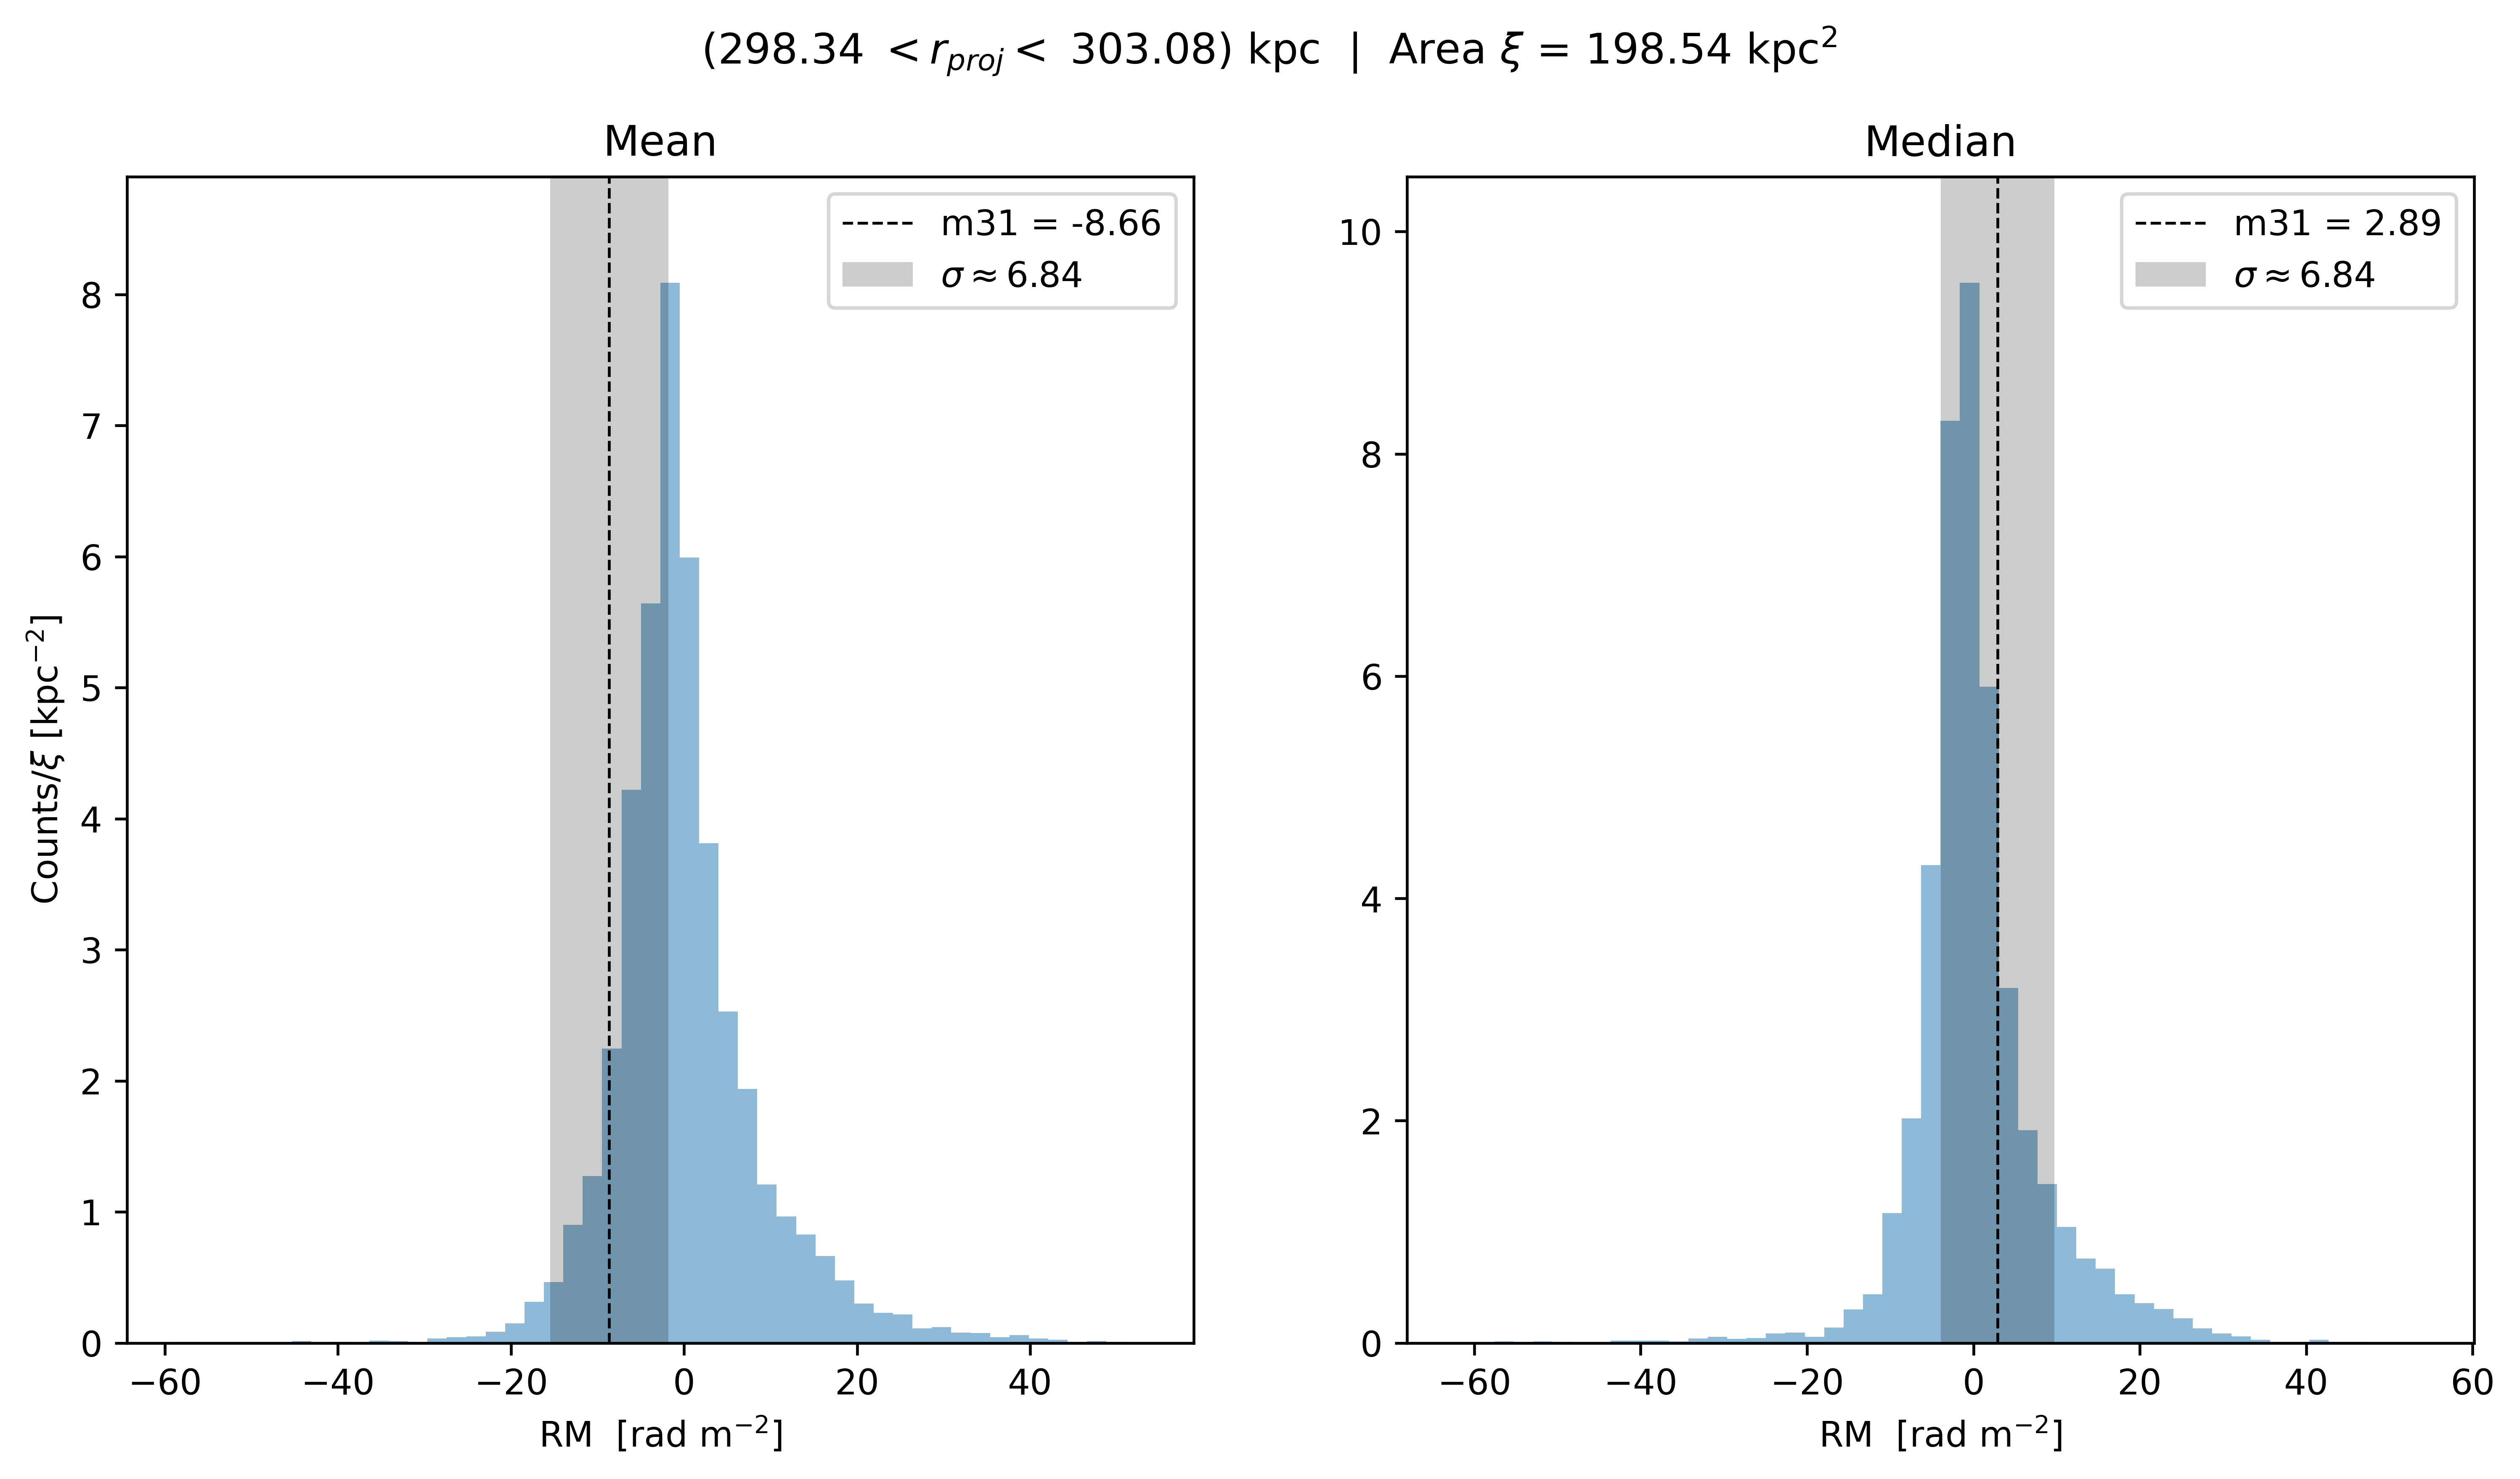 (298.34 < r_proj < 303.08) kpc | Area ξ = 198.54 kpc²
Mean
Median
m31 = -8.66
σ ≈ 6.84
m31 = 2.89
σ ≈ 6.84
Counts/ξ [kpc⁻²]
8
7
6
5
4
3
2
1
0
10
8
6
4
2
0
−60 −40 −20 0 20 40
−60 −40 −20 0 20 40 60
RM [rad m⁻²]
RM [rad m⁻²]